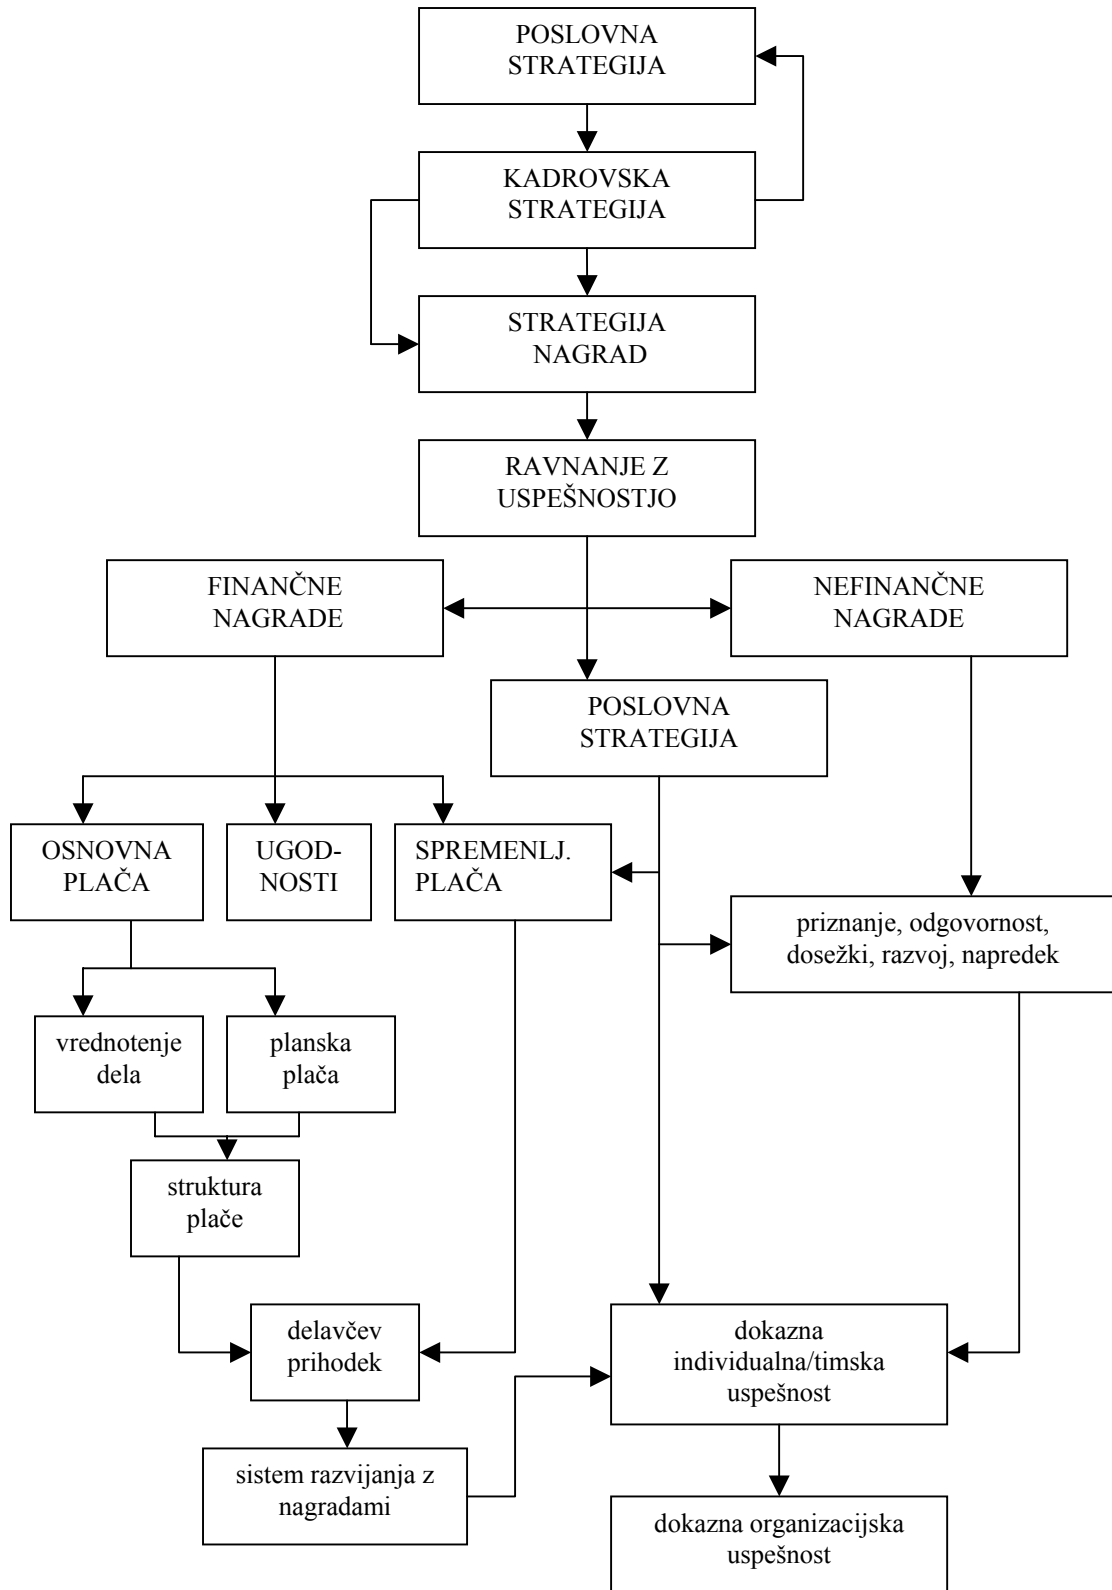 POSLOVNA
STRATEGIJA
KADROVSKA
STRATEGIJA
STRATEGIJA
NAGRAD
RAVNANJE Z
USPEŠNOSTJO
FINANČNE
NAGRADE
NEFINANČNE
NAGRADE
POSLOVNA
STRATEGIJA
OSNOVNA
PLAČA
UGOD-
NOSTI
SPREMENLJ.
PLAČA
priznanje, odgovornost,
dosežki, razvoj, napredek
vrednotenje
dela
planska
plača
struktura
plače
delavčev
prihodek
dokazna
individualna/timska
uspešnost
sistem razvijanja z
nagradami
dokazna organizacijska
uspešnost